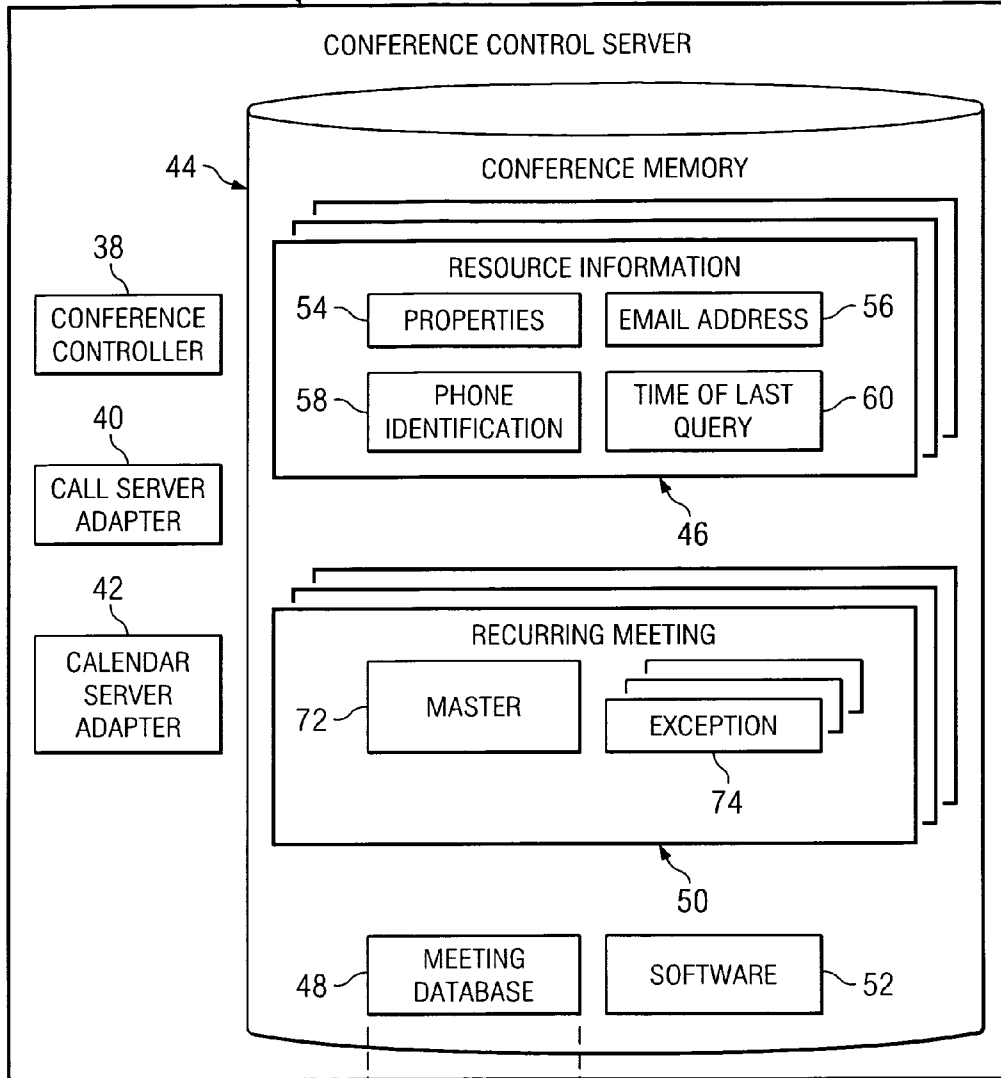 CONFERENCE CONTROL SERVER
44
CONFERENCE MEMORY
RESOURCE INFORMATION
54
PROPERTIES
EMAIL ADDRESS
56
58
PHONE
IDENTIFICATION
TIME OF LAST
QUERY
60
46
38
CONFERENCE
CONTROLLER
40
CALL SERVER
ADAPTER
42
CALENDAR
SERVER
ADAPTER
RECURRING MEETING
72
MASTER
EXCEPTION
74
50
48
MEETING
DATABASE
SOFTWARE
52